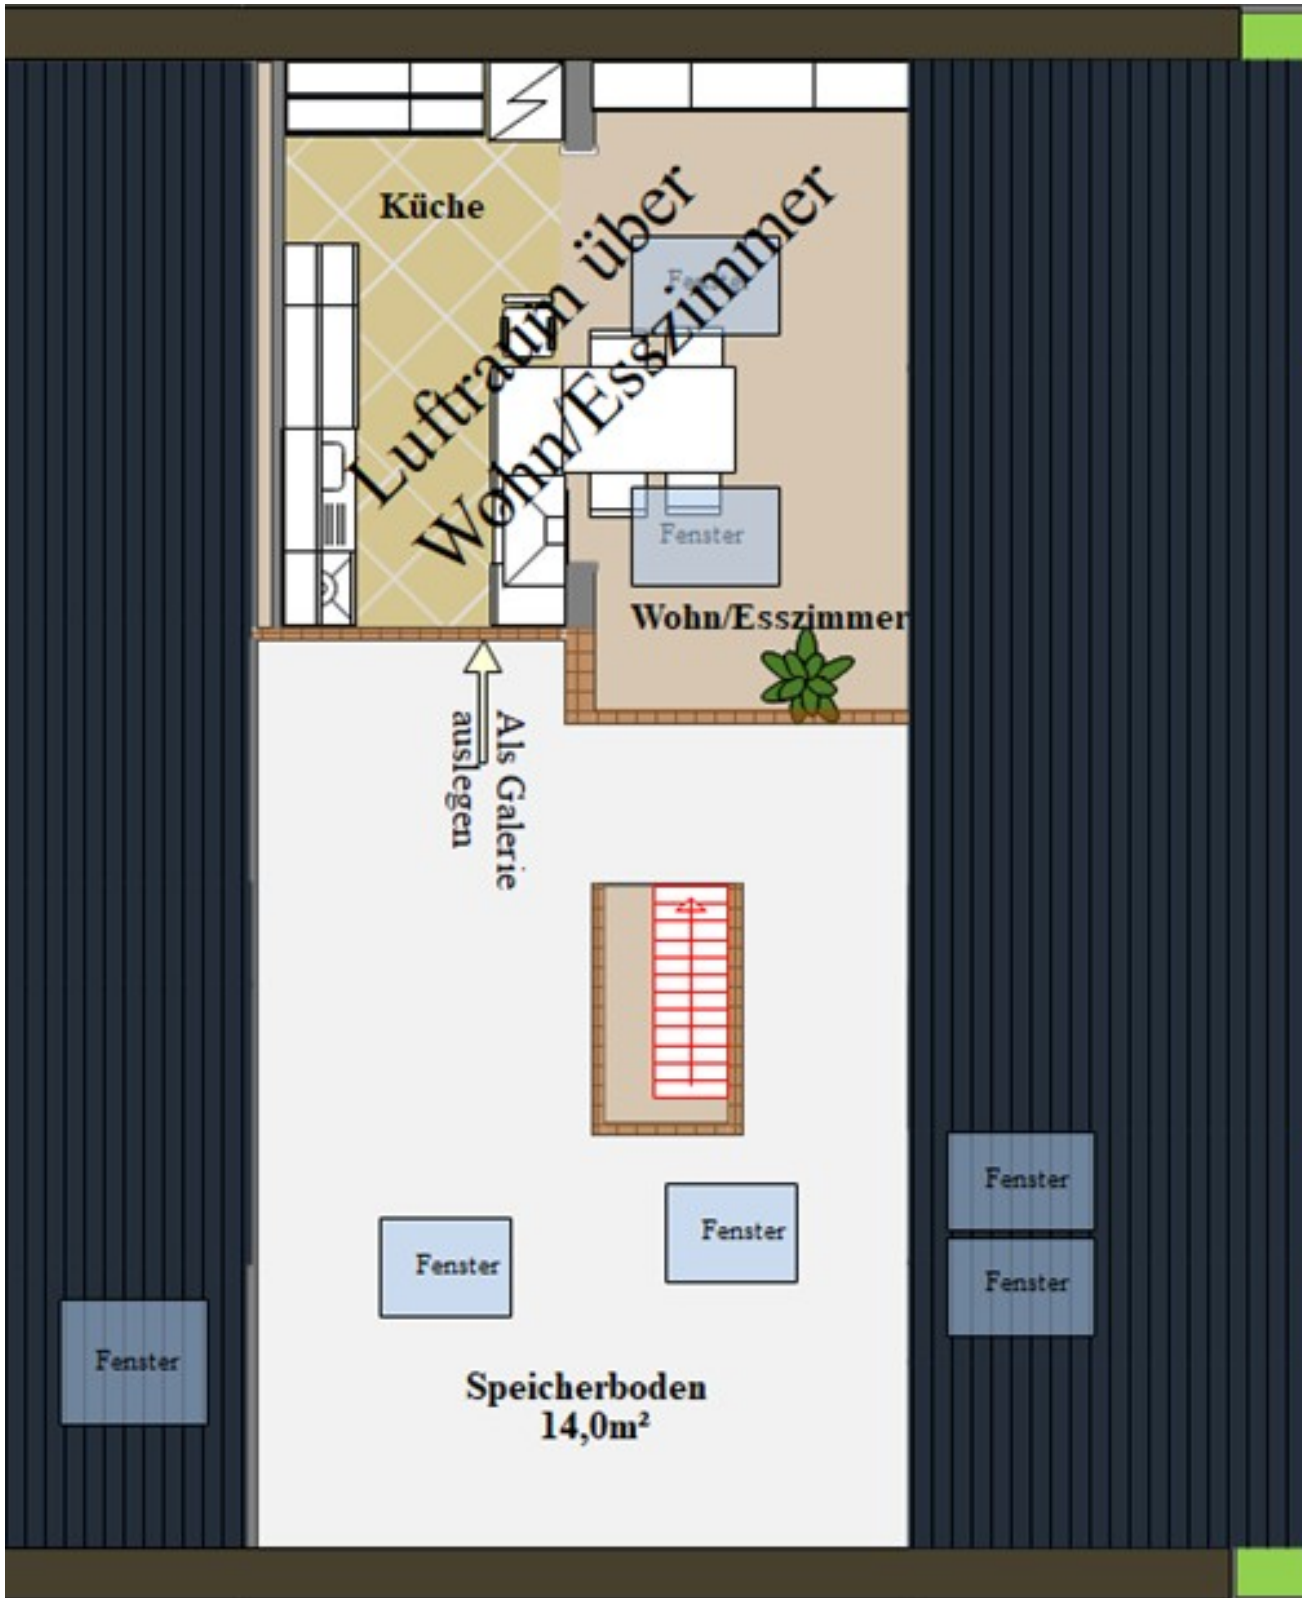 Küche
Luftraum über
Wohn/Esszimmer
Fenster
Fenster
Wohn/Esszimmer
Als Galerie
auslegen
Fenster
Fenster
Fenster
Fenster
Fenster
Speicherboden
14,0m²